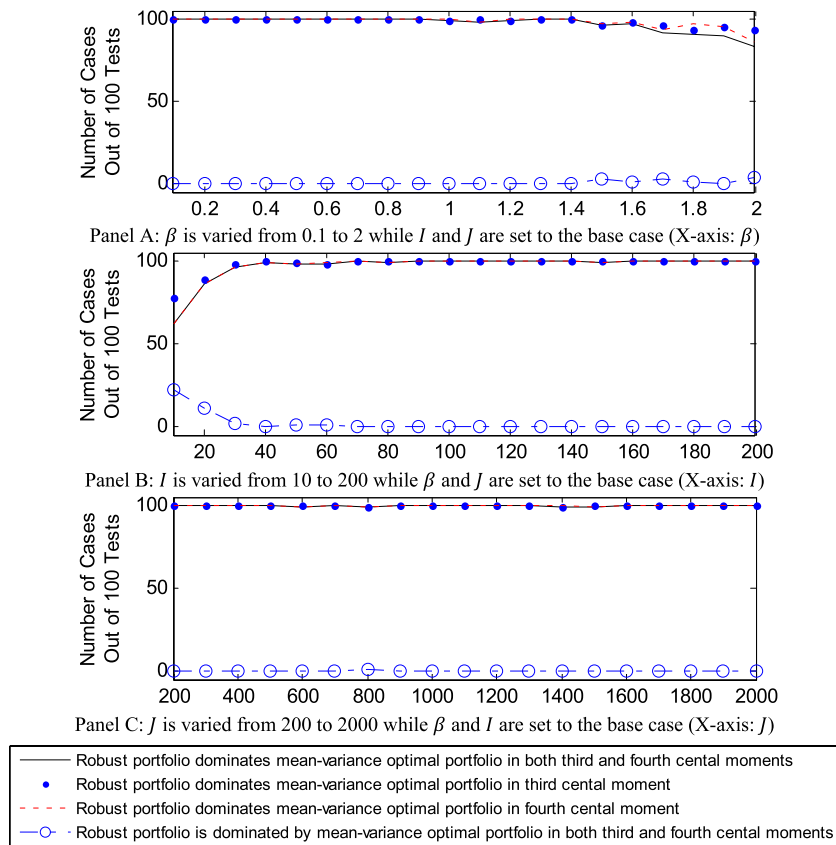 100
50
0
Number of Cases
Out of 100 Tests
0.2 0.4 0.6 0.8 1 1.2 1.4 1.6 1.8 2
Panel A: β is varied from 0.1 to 2 while I and J are set to the base case (X-axis: β)
100
50
0
Number of Cases
Out of 100 Tests
20 40 60 80 100 120 140 160 180 200
Panel B: I is varied from 10 to 200 while β and J are set to the base case (X-axis: I)
100
50
0
Number of Cases
Out of 100 Tests
200 400 600 800 1000 1200 1400 1600 1800 2000
Panel C: J is varied from 200 to 2000 while β and I are set to the base case (X-axis: J)
Robust portfolio dominates mean-variance optimal portfolio in both third and fourth cental moments
Robust portfolio dominates mean-variance optimal portfolio in third cental moment
Robust portfolio dominates mean-variance optimal portfolio in fourth cental moment
Robust portfolio is dominated by mean-variance optimal portfolio in both third and fourth cental moments